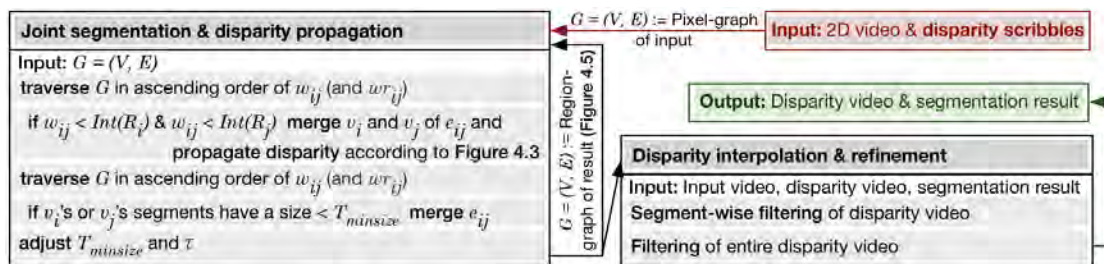 Joint segmentation & disparity propagation
Input: G = (V, E)
traverse G in ascending order of w_ij (and wr_ij)
if w_ij < Int(R_i) & w_ij < Int(R_j) merge v_i and v_j of e_ij and
propagate disparity according to Figure 4.3
traverse G in ascending order of w_ij (and wr_ij)
if v_i's or v_j's segments have a size < T_minsize merge e_ij
adjust T_minsize and τ
G = (V, E) := Pixel-graph
of input
G = (V, E) := Region-
graph of result (Figure 4.5)
Input: 2D video & disparity scribbles
Output: Disparity video & segmentation result
Disparity interpolation & refinement
Input: Input video, disparity video, segmentation result
Segment-wise filtering of disparity video
Filtering of entire disparity video